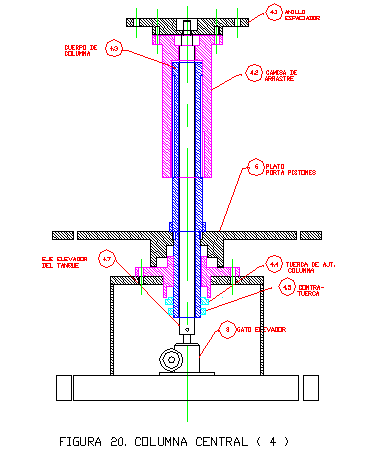 4.1 ANILLO
ESPACIADOR
CUERPO DE
COLUMNA
4.3
4.2 CAMISA DE
ARRASTRE
6 PLATO
PORTA PISTONES
EJE ELEVADOR
DEL TANQUE
4.7
4.4 TUERCA DE AJT.
COLUMNA
4.5 CONTRA-
TUERCA
8 GATO ELEVADOR
FIGURA 20. COLUMNA CENTRAL ( 4 )